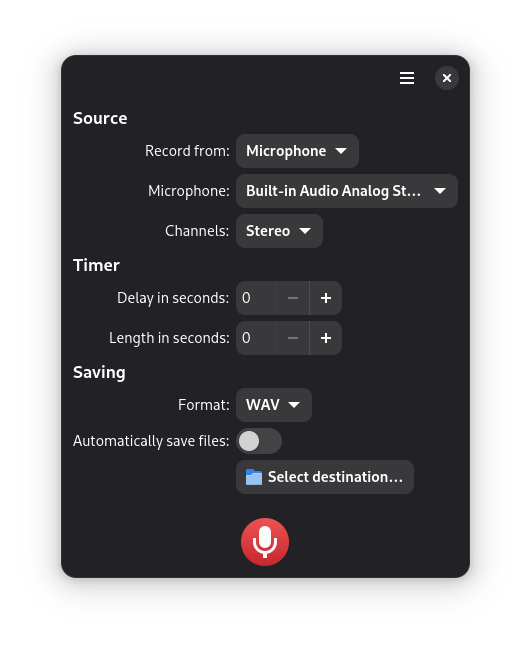 Source
Record from: Microphone
Microphone: Built-in Audio Analog St...
Channels: Stereo
Timer
Delay in seconds: 0 − +
Length in seconds: 0 − +
Saving
Format: WAV
Automatically save files:
Select destination...